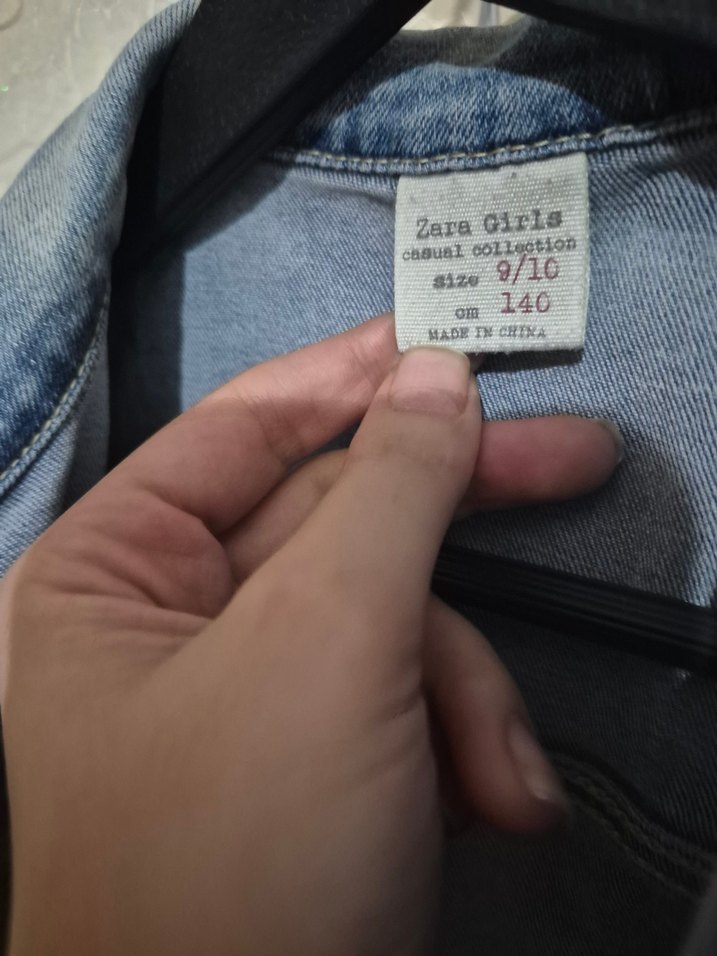 Zara Girls
casual collection
size 9/10
cm 140
MADE IN CHINA